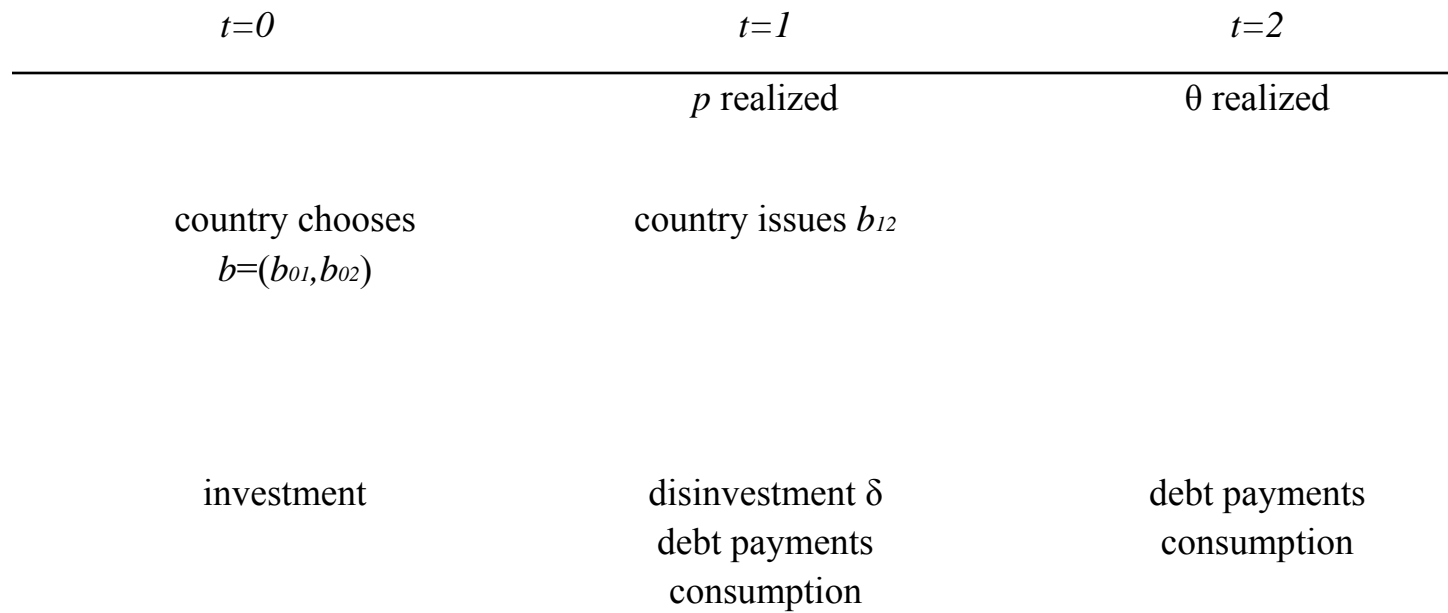 t=0 t=1 t=2
p realized θ realized
country chooses country issues b12
b=(b01,b02)
investment disinvestment δ debt payments
debt payments consumption
consumption